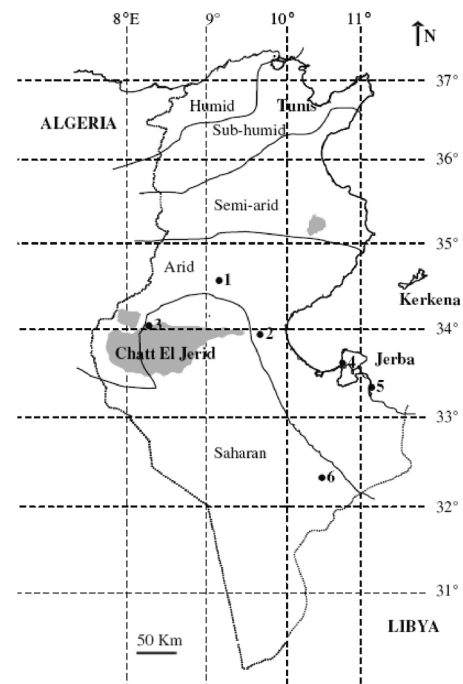 8°E 9° 10° 11°
N
37°
Humid
Tunis
ALGERIA
Sub-humid
36°
Semi-arid
35°
Arid
1
Kerkena
3
34°
2
Chatt El Jerid
Jerba
4
5
33°
Saharan
6
32°
31°
LIBYA
50 Km